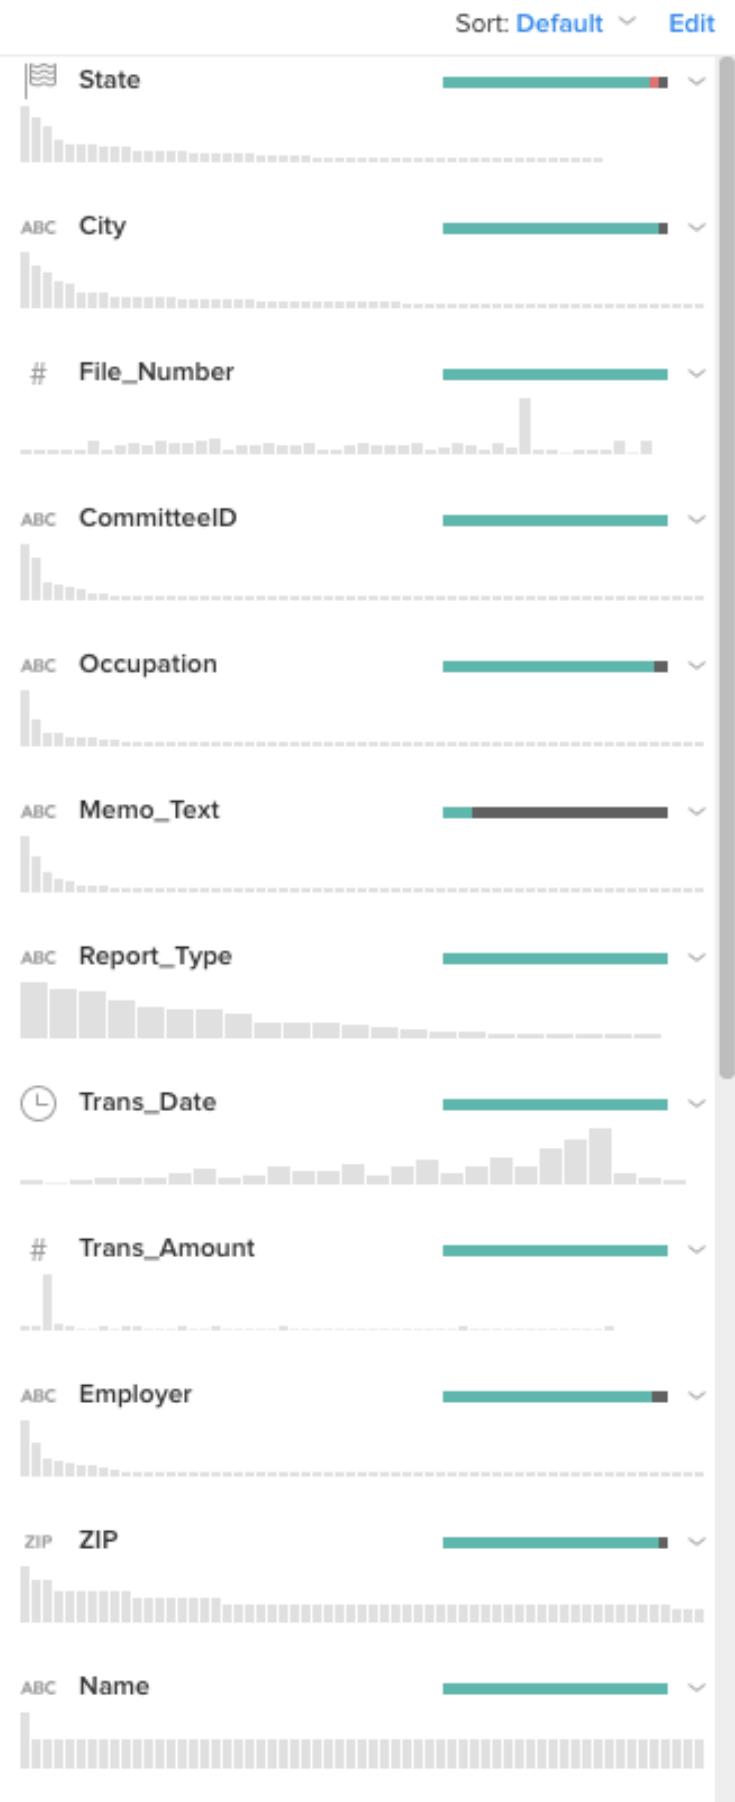 Sort: Default Edit
State
ABC City
# File_Number
ABC CommitteeID
ABC Occupation
ABC Memo_Text
ABC Report_Type
Trans_Date
# Trans_Amount
ABC Employer
ZIP ZIP
ABC Name